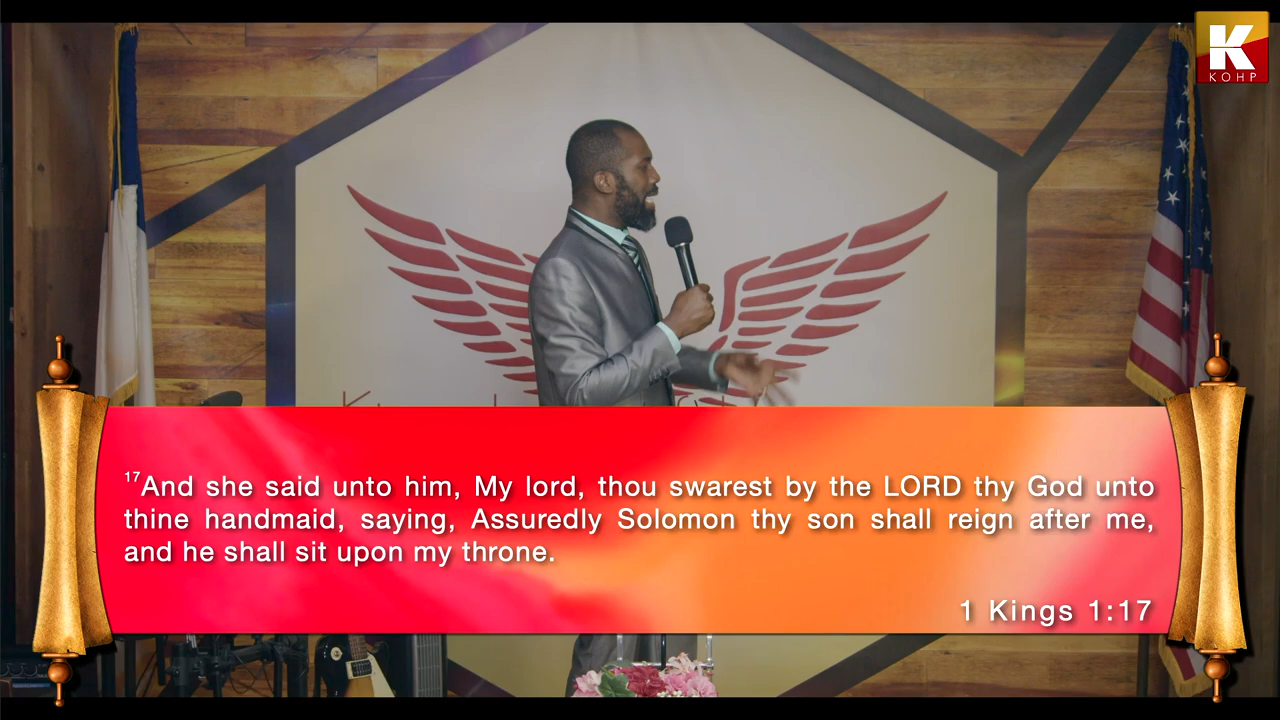 K
KOHP
¹⁷And she said unto him, My lord, thou swarest by the LORD thy God unto
thine handmaid, saying, Assuredly Solomon thy son shall reign after me,
and he shall sit upon my throne.
1 Kings 1:17